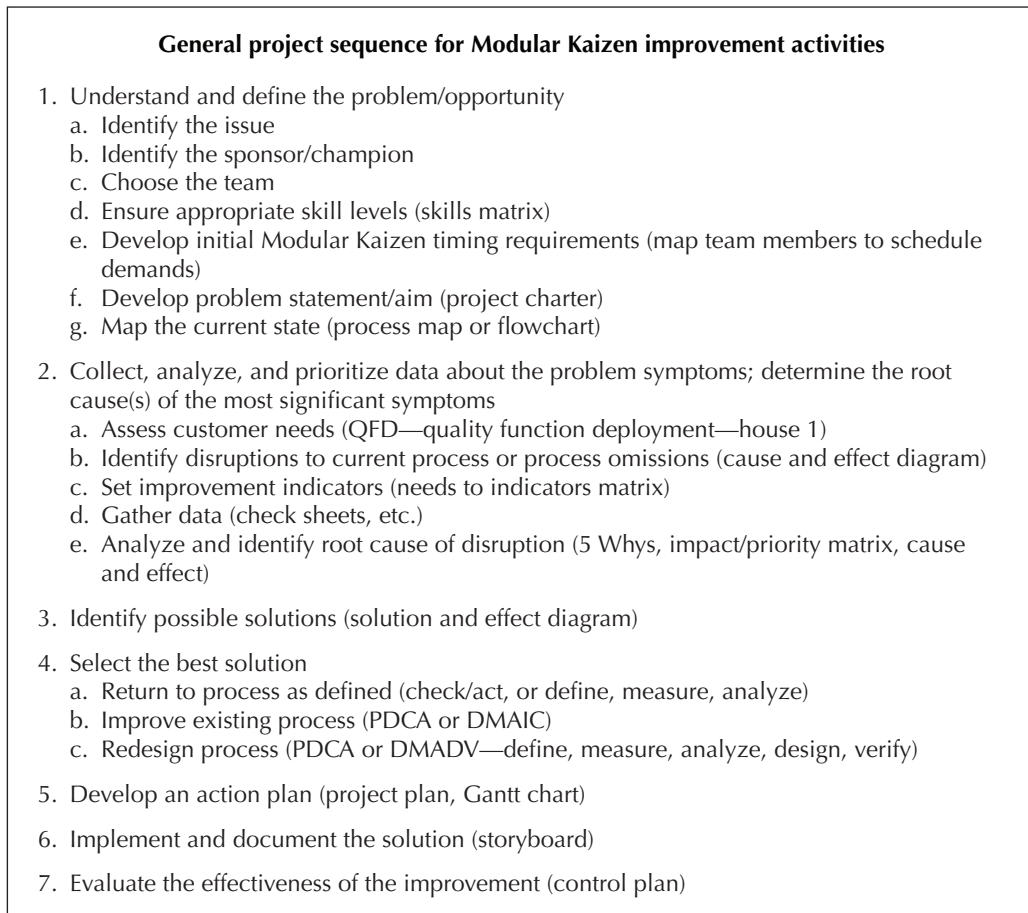 General project sequence for Modular Kaizen improvement activities
1. Understand and define the problem/opportunity
a. Identify the issue
b. Identify the sponsor/champion
c. Choose the team
d. Ensure appropriate skill levels (skills matrix)
e. Develop initial Modular Kaizen timing requirements (map team members to schedule
demands)
f. Develop problem statement/aim (project charter)
g. Map the current state (process map or flowchart)
2. Collect, analyze, and prioritize data about the problem symptoms; determine the root
cause(s) of the most significant symptoms
a. Assess customer needs (QFD—quality function deployment—house 1)
b. Identify disruptions to current process or process omissions (cause and effect diagram)
c. Set improvement indicators (needs to indicators matrix)
d. Gather data (check sheets, etc.)
e. Analyze and identify root cause of disruption (5 Whys, impact/priority matrix, cause
and effect)
3. Identify possible solutions (solution and effect diagram)
4. Select the best solution
a. Return to process as defined (check/act, or define, measure, analyze)
b. Improve existing process (PDCA or DMAIC)
c. Redesign process (PDCA or DMADV—define, measure, analyze, design, verify)
5. Develop an action plan (project plan, Gantt chart)
6. Implement and document the solution (storyboard)
7. Evaluate the effectiveness of the improvement (control plan)